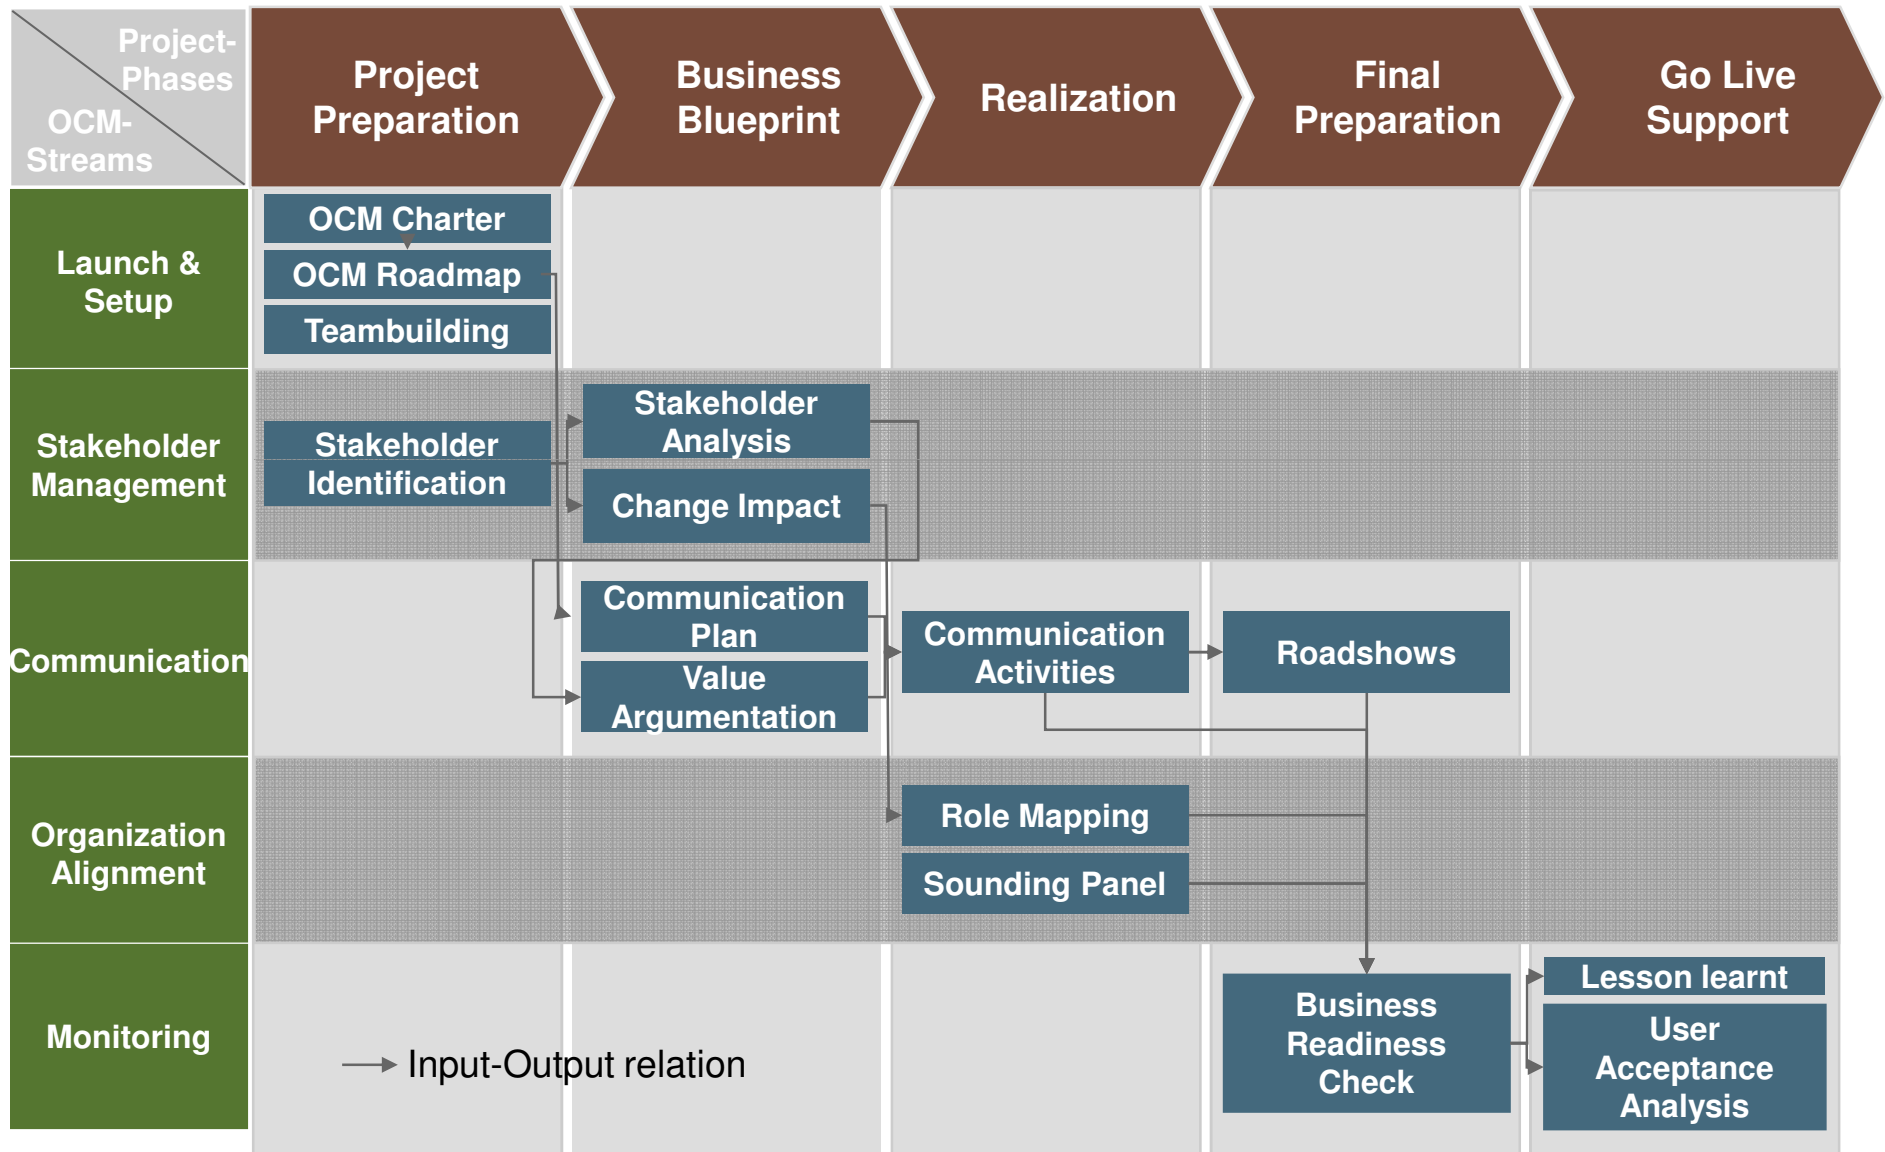 Project-
Phases
OCM-
Streams
Project
Preparation
Business
Blueprint
Realization
Final
Preparation
Go Live
Support
Launch &
Setup
OCM Charter
OCM Roadmap
Teambuilding
Stakeholder
Management
Stakeholder
Identification
Stakeholder
Analysis
Change Impact
Communication
Communication
Plan
Value
Argumentation
Communication
Activities
Roadshows
Organization
Alignment
Role Mapping
Sounding Panel
Monitoring
Input-Output relation
Business
Readiness
Check
Lesson learnt
User
Acceptance
Analysis